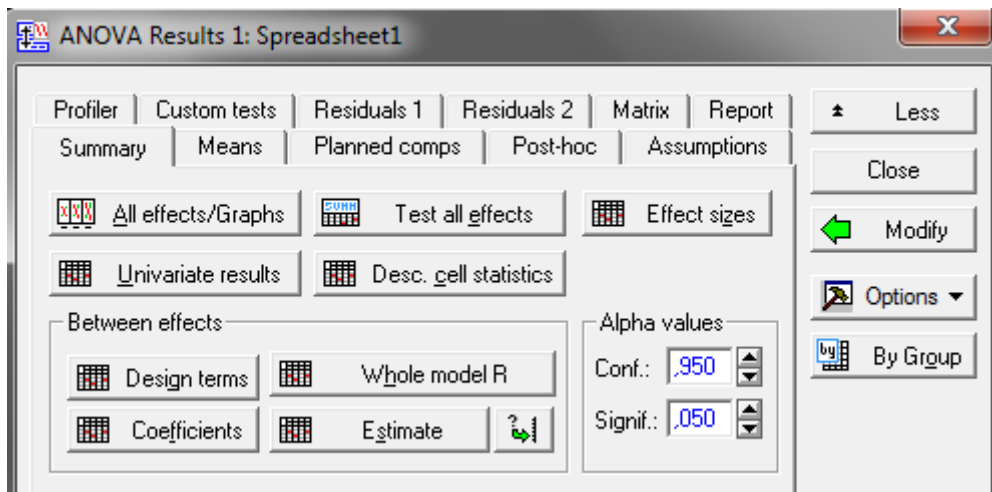 ANOVA Results 1: Spreadsheet1
Profiler Custom tests Residuals 1 Residuals 2 Matrix Report
Summary Means Planned comps Post-hoc Assumptions
All effects/Graphs Test all effects Effect sizes
Univariate results Desc. cell statistics
Between effects
Design terms Whole model R
Coefficients Estimate
Alpha values
Conf.: ,950
Signif.: ,050
Less
Close
Modify
Options
By Group